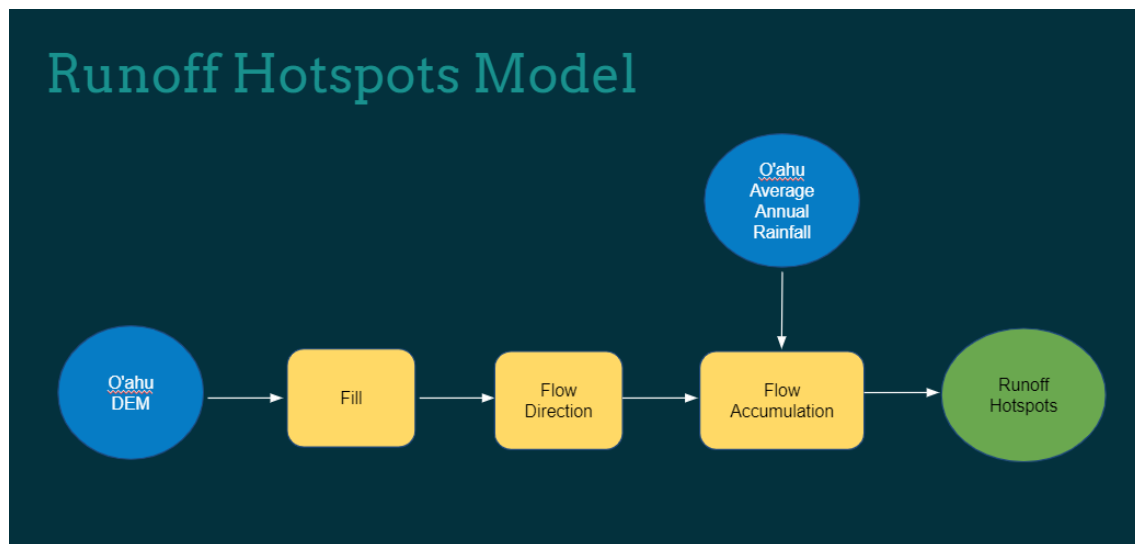 Runoff Hotspots Model
O'ahu
Average
Annual
Rainfall
O'ahu
DEM
Fill
Flow
Direction
Flow
Accumulation
Runoff
Hotspots